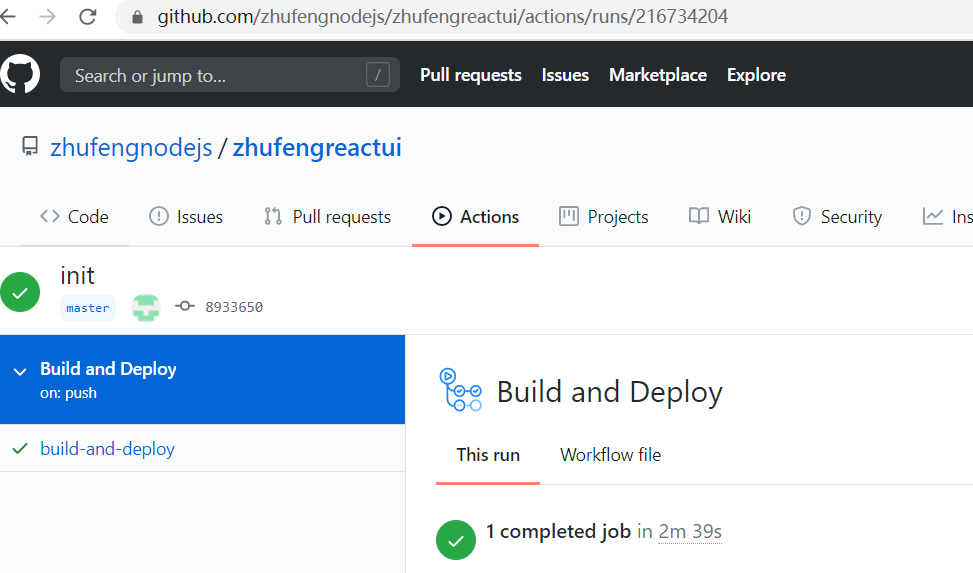 github.com/zhufengnodejs/zhufengreactui/actions/runs/216734204
Search or jump to... /
Pull requests Issues Marketplace Explore
zhufengnodejs / zhufengreactui
Code Issues Pull requests Actions Projects Wiki Security Ins
init
master 8933650
Build and Deploy
on: push
build-and-deploy
Build and Deploy
This run Workflow file
1 completed job in 2m 39s